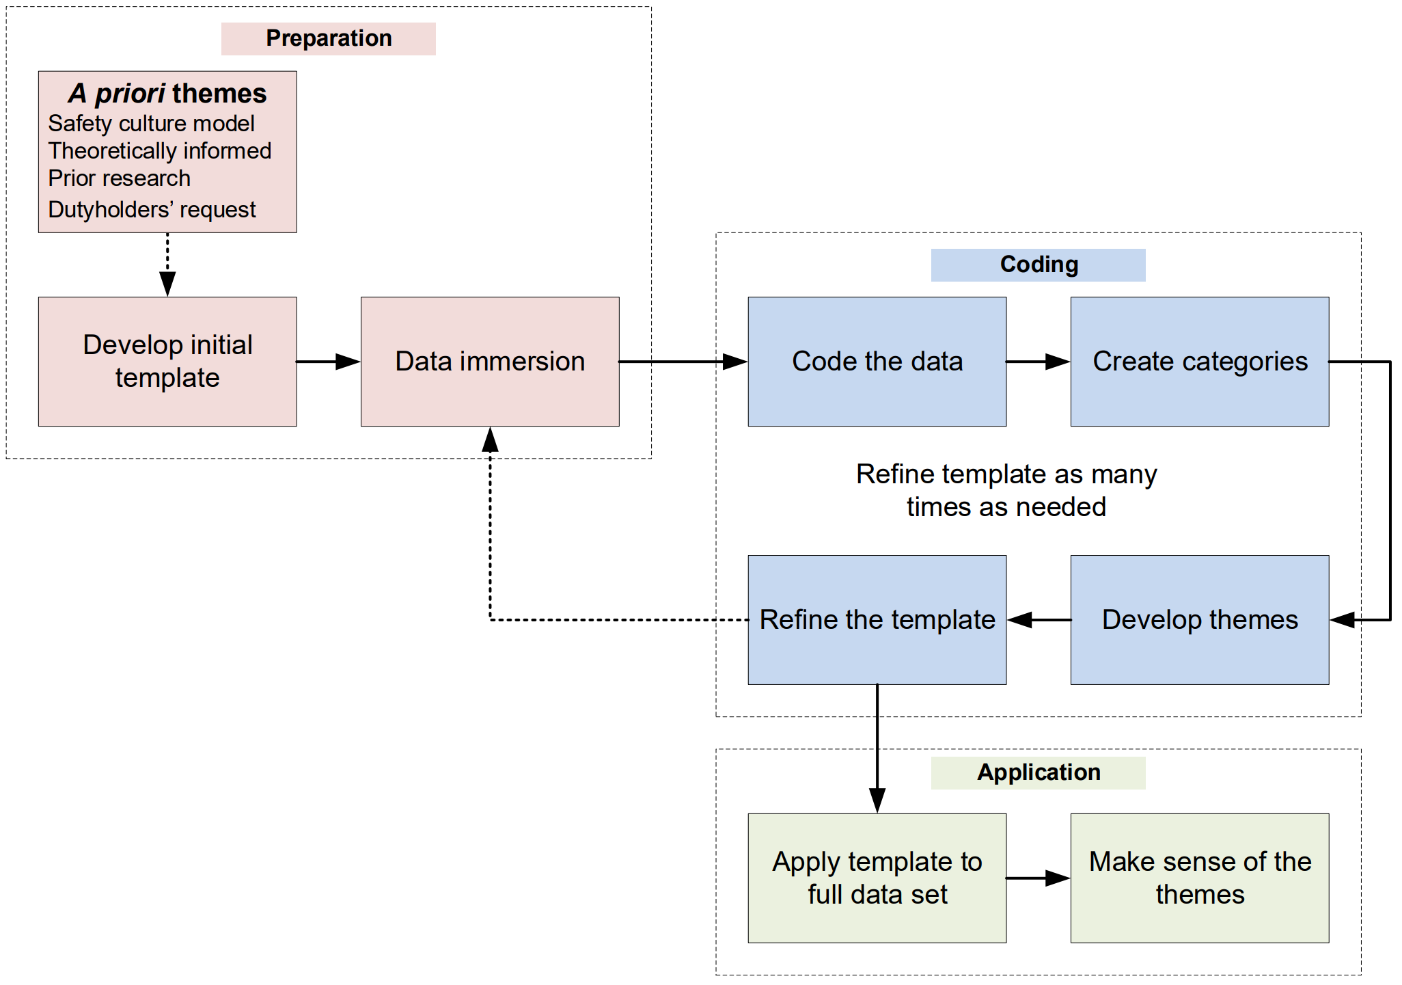 Preparation
A priori themes
Safety culture model
Theoretically informed
Prior research
Dutyholders’ request
Develop initial
template
Data immersion
Coding
Code the data
Create categories
Refine template as many
times as needed
Refine the template
Develop themes
Application
Apply template to
full data set
Make sense of the
themes